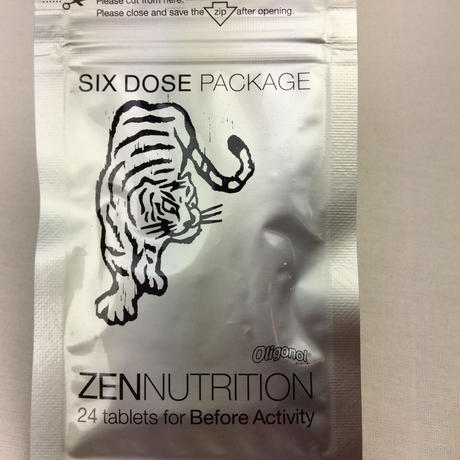 Please cut from here.
Please close and save the zip after opening.
SIX DOSE PACKAGE
Oligonol
ZENNUTRITION
24 tablets for Before Activity